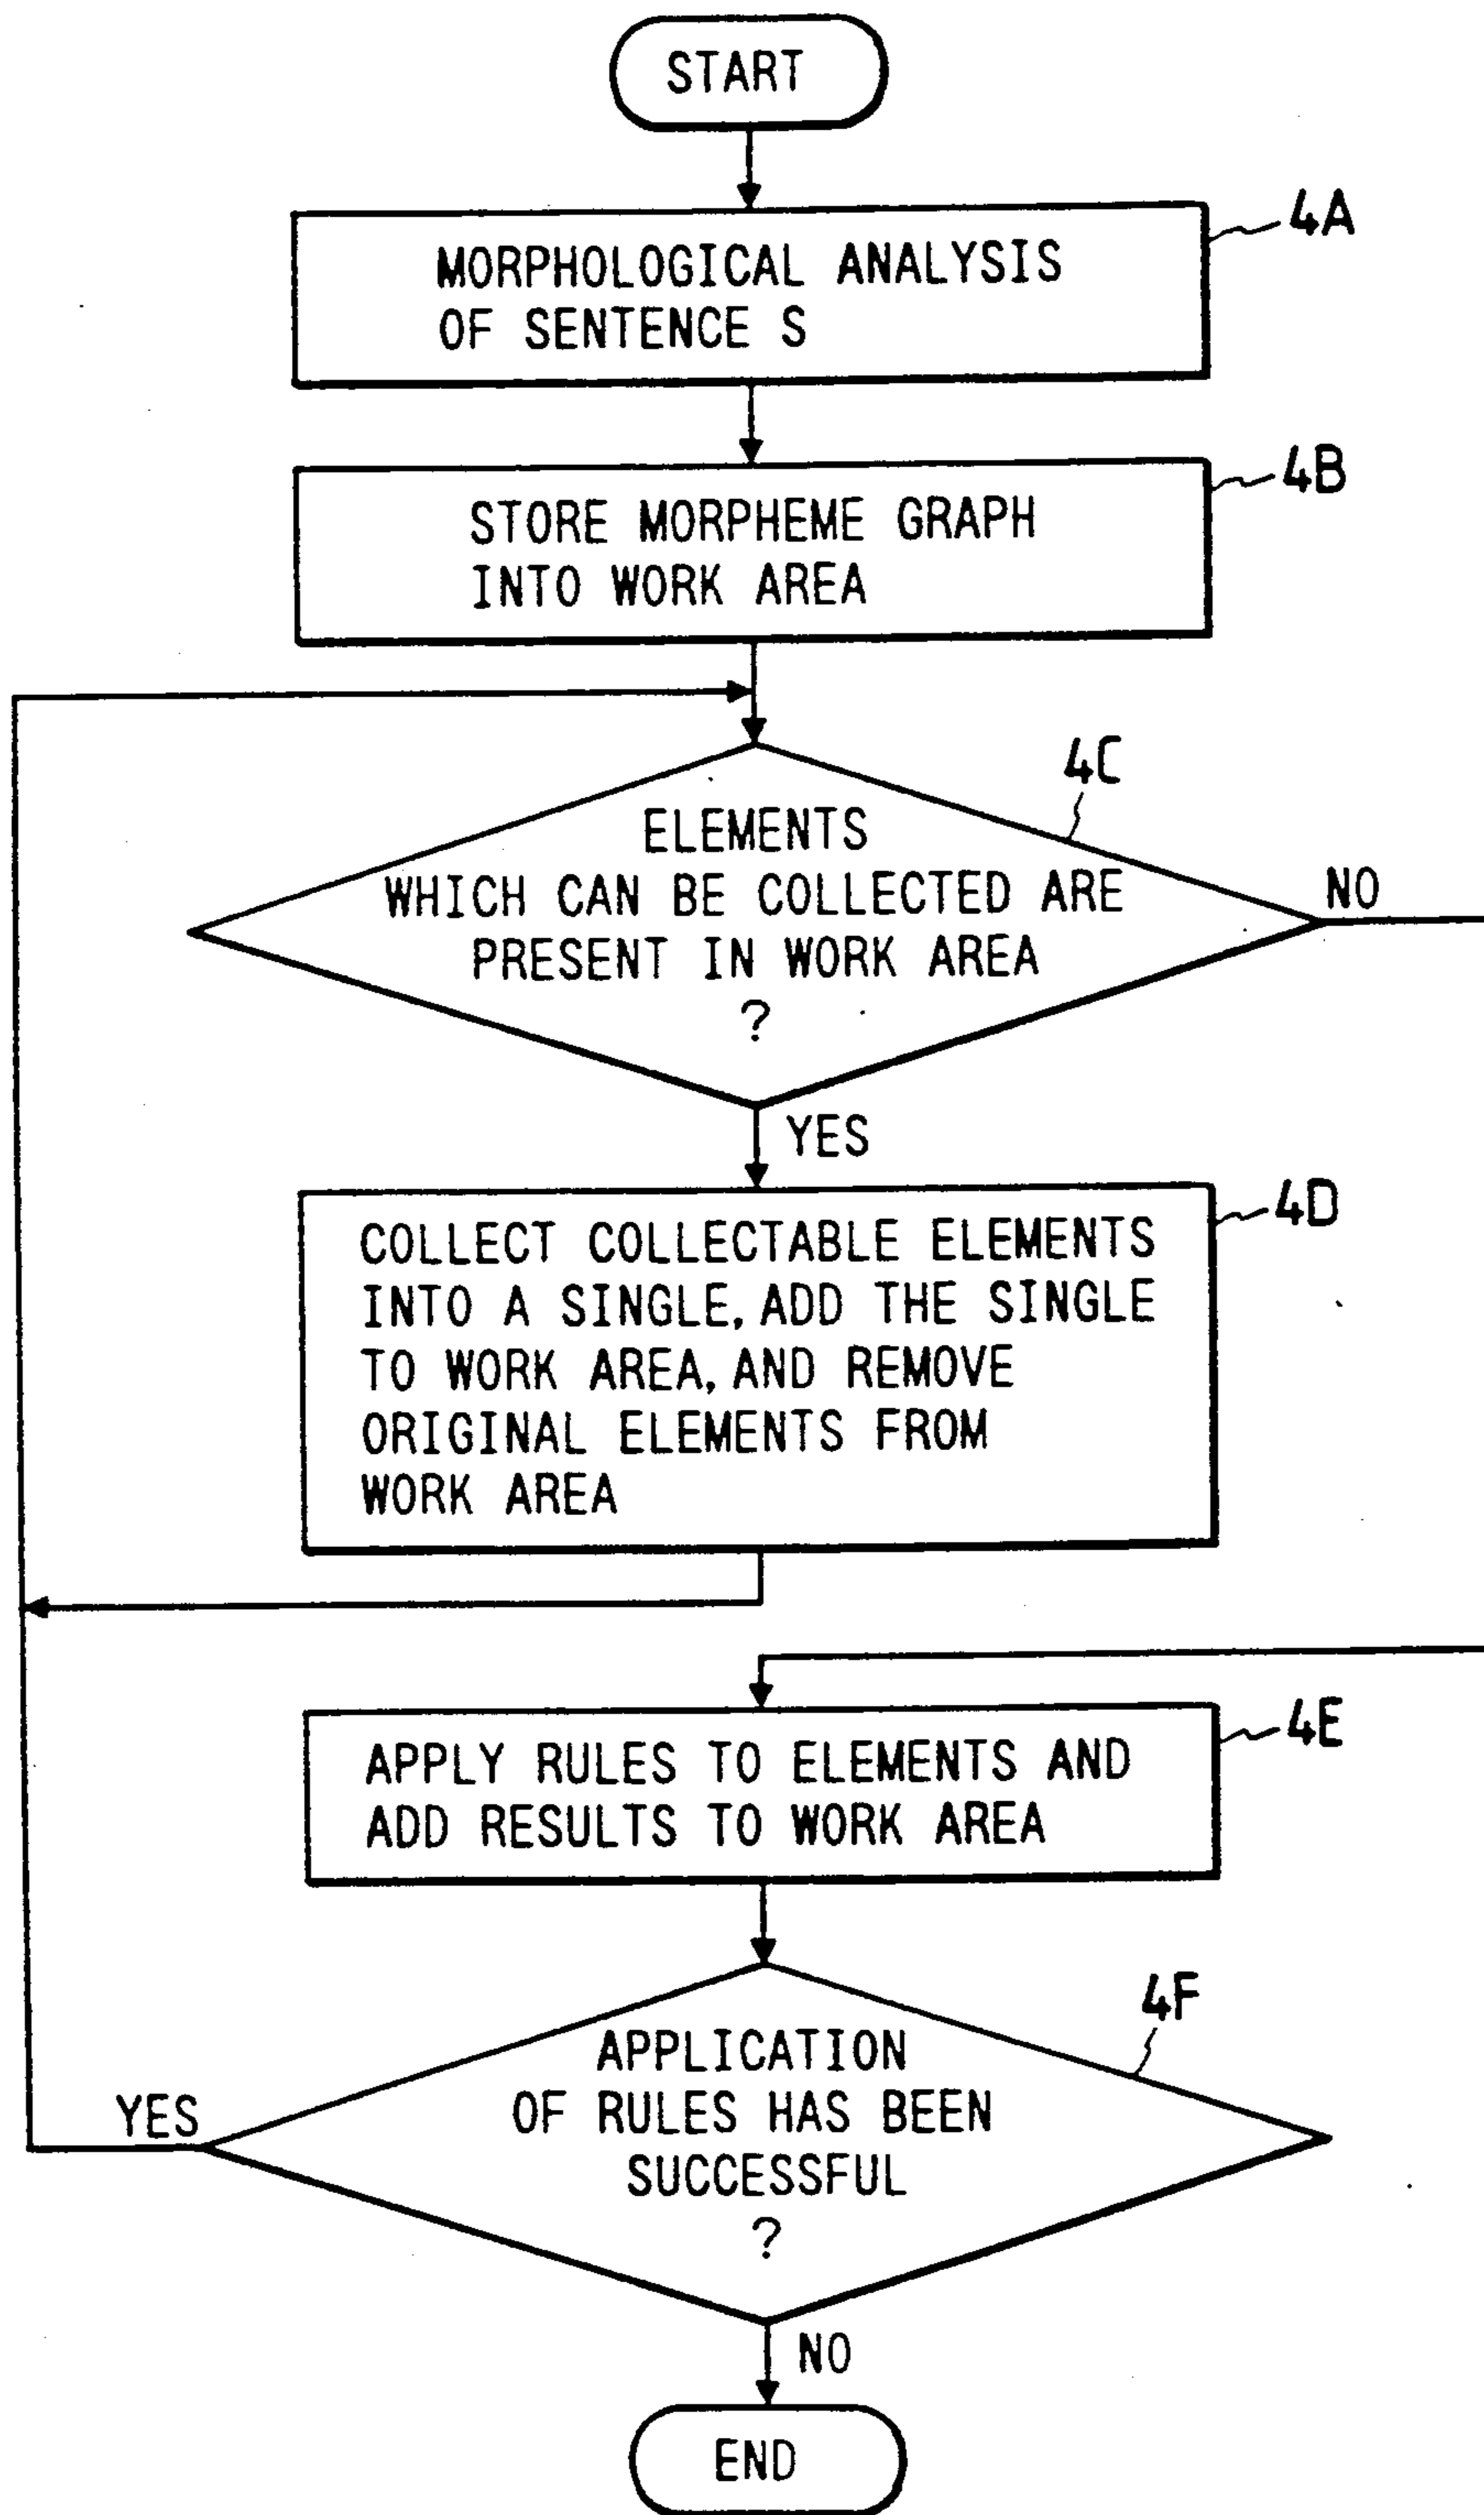 START
4A
MORPHOLOGICAL ANALYSIS
OF SENTENCE S
4B
STORE MORPHEME GRAPH
INTO WORK AREA
4C
ELEMENTS
WHICH CAN BE COLLECTED ARE
PRESENT IN WORK AREA
?
NO
YES
4D
COLLECT COLLECTABLE ELEMENTS
INTO A SINGLE, ADD THE SINGLE
TO WORK AREA, AND REMOVE
ORIGINAL ELEMENTS FROM
WORK AREA
4E
APPLY RULES TO ELEMENTS AND
ADD RESULTS TO WORK AREA
4F
APPLICATION
OF RULES HAS BEEN
SUCCESSFUL
?
YES
NO
END